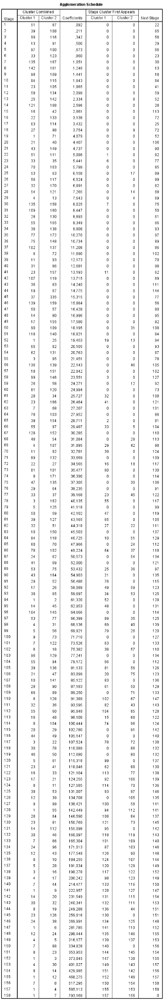 Agglomeration Schedule
Stage Cluster Combined Coefficients Stage Cluster First Appears Next Stage
Cluster 1 Cluster 2 Cluster 1 Cluster 2
1 51 87 ,092 0 0 22
2 39 108 ,211 0 0 65
3 99 116 ,342 0 0 58
4 13 91 ,500 0 0 29
5 97 100 ,673 0 0 66
6 33 123 ,860 0 0 23
7 135 167 1,051 0 0 30
8 142 161 1,246 0 0 13
9 98 169 1,441 0 0 18
10 84 115 1,643 0 0 84
11 23 105 1,865 0 0 41
12 58 134 2,099 0 0 59
13 25 142 2,334 0 8 52
14 121 168 2,596 0 0 28
15 16 42 2,861 0 0 113
16 22 133 3,138 0 0 72
17 63 114 3,432 0 0 25
18 27 98 3,754 0 9 72
19 1 71 4,079 0 0 52
20 21 40 4,407 0 0 106
21 43 149 4,737 0 0 90
22 51 111 5,086 1 0 82
23 33 35 5,441 6 0 77
24 70 163 5,799 0 0 85
25 53 63 6,158 0 17 89
26 56 117 6,524 0 0 99
27 32 170 6,891 0 0 82
28 54 121 7,265 0 14 68
29 4 13 7,643 0 4 69
30 135 158 8,025 7 0 75
31 109 160 8,447 0 0 50
32 28 130 8,893 0 0 61
33 55 165 9,349 0 0 66
34 38 138 9,808 0 0 93
35 77 172 10,270 0 0 97
36 75 148 10,734 0 0 89
37 102 137 11,208 0 0 86
38 6 72 11,690 0 0 102
39 11 93 12,173 0 0 70
40 31 86 12,681 0 0 98
41 23 157 13,193 11 0 62
42 107 119 13,715 0 0 69
43 36 83 14,240 0 0 111
44 19 67 14,775 0 0 144
45 37 335 15,315 0 0 77
46 139 159 15,864 0 0 56
47 50 57 16,428 0 0 80
48 14 80 16,996 0 0 95
49 17 155 17,580 0 0 92
50 90 109 18,195 0 31 108
51 118 140 18,821 0 0 84
52 1 25 19,453 19 13 94
53 65 82 20,105 0 0 93
54 62 131 20,763 0 0 87
55 3 95 21,451 0 0 78
56 136 139 22,143 0 46 105
57 18 151 22,842 0 0 102
58 99 146 23,551 3 0 127
59 26 58 24,271 0 12 92
60 81 120 24,994 0 0 73
61 28 34 25,727 32 0 108
62 23 166 26,464 41 0 121
63 7 68 27,207 0 0 101
64 78 103 27,952 0 0 86
65 39 154 28,711 2 0 81
66 55 97 29,487 33 5 104
67 128 152 30,285 0 0 110
68 48 54 31,084 0 28 113
69 4 107 31,895 29 42 98
70 11 92 32,781 39 0 124
71 89 132 33,669 0 0 109
72 22 27 34,565 16 18 117
73 81 101 35,477 60 0 130
74 8 171 36,390 0 0 114
75 47 135 37,305 0 30 106
76 29 64 38,235 0 0 91
77 33 37 39,168 23 45 122
78 3 162 40,135 55 0 117
79 5 125 41,118 0 0 99
80 50 59 42,102 47 0 119
81 39 127 43,165 65 0 105
82 32 51 44,318 27 22 111
83 10 150 45,503 0 0 107
84 84 118 46,725 10 51 129
85 60 70 47,966 0 24 112
86 78 102 49,224 64 37 118
87 24 62 50,573 0 54 134
88 41 69 52,000 0 0 121
89 53 75 53,432 25 36 97
90 43 164 54,903 21 0 135
91 29 52 56,486 76 0 115
92 17 26 58,089 49 59 123
93 38 65 59,697 34 53 125
94 1 2 61,320 52 0 128
95 14 45 62,953 48 0 131
96 104 145 64,666 0 0 114
97 53 77 66,399 89 35 125
98 4 31 68,136 69 40 139
99 5 56 69,921 79 26 120
100 9 73 71,710 0 0 127
101 7 122 73,526 63 0 133
102 6 18 75,382 38 57 110
103 96 129 77,241 0 0 134
104 55 94 79,172 66 0 112
105 39 136 81,133 81 56 126
106 21 47 83,099 20 75 123
107 10 141 85,122 83 0 136
108 28 90 87,183 61 50 129
109 66 89 89,250 0 71 133
110 6 128 91,389 102 67 147
111 32 36 93,595 82 43 143
112 55 60 95,848 104 85 128
113 16 48 98,108 15 68 122
114 8 104 100,444 74 96 124
115 20 29 102,780 0 91 142
116 44 49 105,147 0 0 140
117 3 22 107,524 78 72 138
118 30 78 110,089 0 86 132
119 46 50 112,680 0 80 132
120 5 61 115,318 99 0 137
121 23 41 118,046 62 88 130
122 16 33 121,104 113 77 138
123 17 21 124,255 92 106 139
124 8 11 127,585 114 70 136
125 38 53 131,007 93 97 146
126 12 39 134,708 0 105 135
127 9 99 138,421 100 58 141
128 1 55 142,449 94 112 141
129 28 84 146,590 108 84 137
130 23 81 150,769 121 73 145
131 14 112 155,098 95 0 142
132 30 46 160,097 118 119 143
133 7 66 165,304 101 109 140
134 24 96 171,013 87 103 146
135 12 43 177,548 126 90 148
136 8 10 184,255 124 107 144
137 5 28 191,034 120 129 149
138 3 16 198,278 117 122 152
139 4 17 206,242 98 123 149
140 7 44 214,477 133 116 150
141 1 9 222,957 128 127 147
142 14 20 231,549 131 115 154
143 30 32 240,341 132 111 153
144 8 19 249,288 136 44 151
145 23 126 259,016 130 0 151
146 24 38 269,991 134 125 148
147 1 6 281,785 141 110 152
148 12 24 298,444 135 146 155
149 4 5 316,177 139 137 153
150 7 88 334,828 140 0 156
151 8 23 353,953 144 145 154
152 1 3 373,845 147 138 155
153 4 30 401,027 149 143 157
154 8 14 429,985 151 142 156
155 1 12 468,275 152 148 157
156 7 8 517,295 150 154 158
157 1 4 585,113 155 153 158
158 1 7 793,169 157 156 0